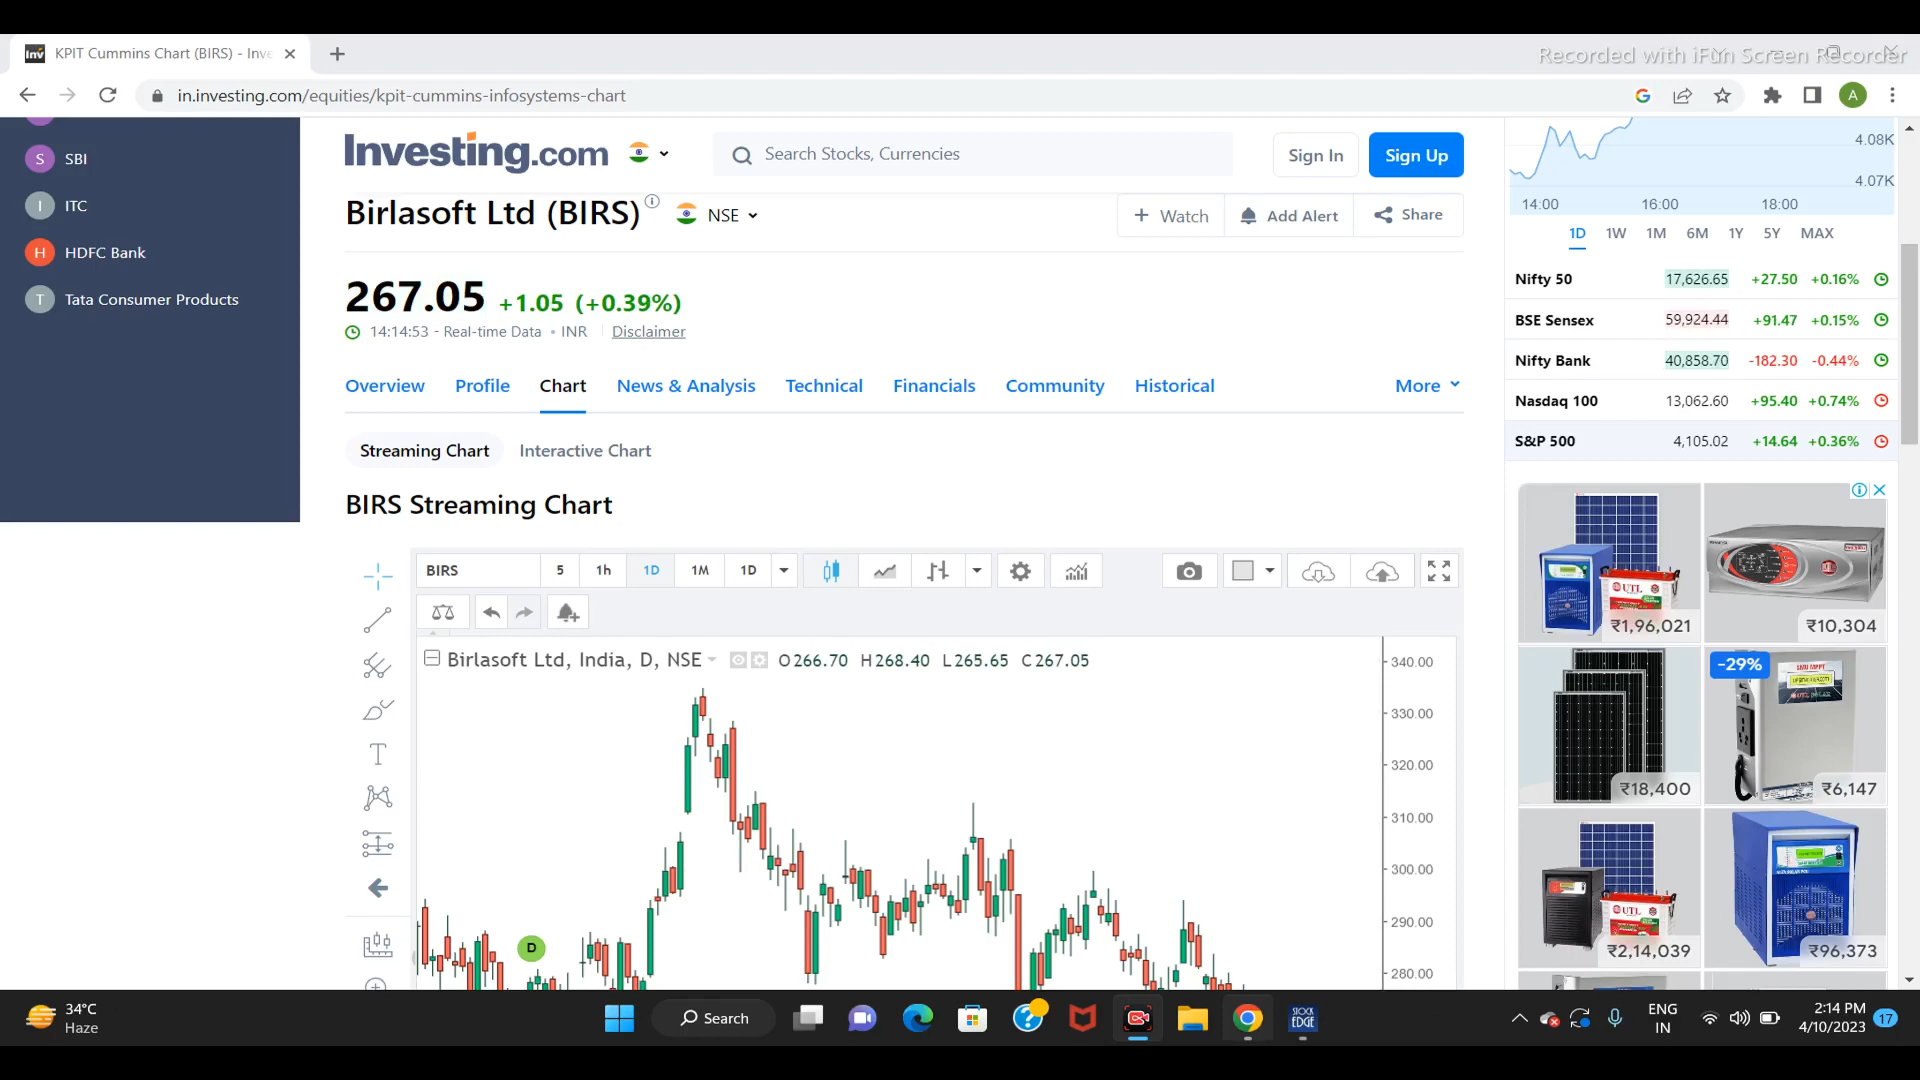 KPIT Cummins Chart (BIRS) - Inve
Recorded with iFun Screen Recorder
in.investing.com/equities/kpit-cummins-infosystems-chart
A
S SBI
I ITC
H HDFC Bank
T Tata Consumer Products
Investing.com
Search Stocks, Currencies
Sign In
Sign Up
Birlasoft Ltd (BIRS)
NSE
+ Watch
Add Alert
Share
267.05 +1.05 (+0.39%)
14:14:53 - Real-time Data • INR
Disclaimer
Overview Profile Chart News & Analysis Technical Financials Community Historical More
Streaming Chart Interactive Chart
BIRS Streaming Chart
BIRS 5 1h 1D 1M 1D
Birlasoft Ltd, India, D, NSE O266.70 H268.40 L265.65 C267.05
340.00
330.00
320.00
310.00
300.00
290.00
280.00
D
4.08K
4.07K
14:00 16:00 18:00
1D 1W 1M 6M 1Y 5Y MAX
Nifty 50 17,626.65 +27.50 +0.16%
BSE Sensex 59,924.44 +91.47 +0.15%
Nifty Bank 40,858.70 -182.30 -0.44%
Nasdaq 100 13,062.60 +95.40 +0.74%
S&P 500 4,105.02 +14.64 +0.36%
UTL
₹1,96,021
₹10,304
₹18,400
-29%
₹6,147
UTL
₹2,14,039
₹96,373
34°C
Haze
Search
STOCK
EDGE
ENG
IN
2:14 PM
4/10/2023
17